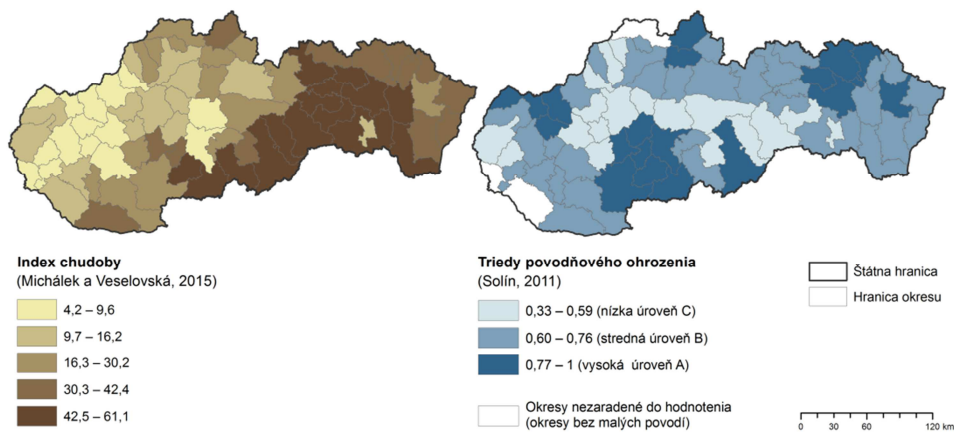 Index chudoby
(Michálek a Veselovská, 2015)
4,2 – 9,6
9,7 – 16,2
16,3 – 30,2
30,3 – 42,4
42,5 – 61,1
Triedy povodňového ohrozenia
(Solín, 2011)
0,33 – 0,59 (nízka úroveň C)
0,60 – 0,76 (stredná úroveň B)
0,77 – 1 (vysoká úroveň A)
Okresy nezaradené do hodnotenia
(okresy bez malých povodí)
Štátna hranica
Hranica okresu
0 30 60 120 km